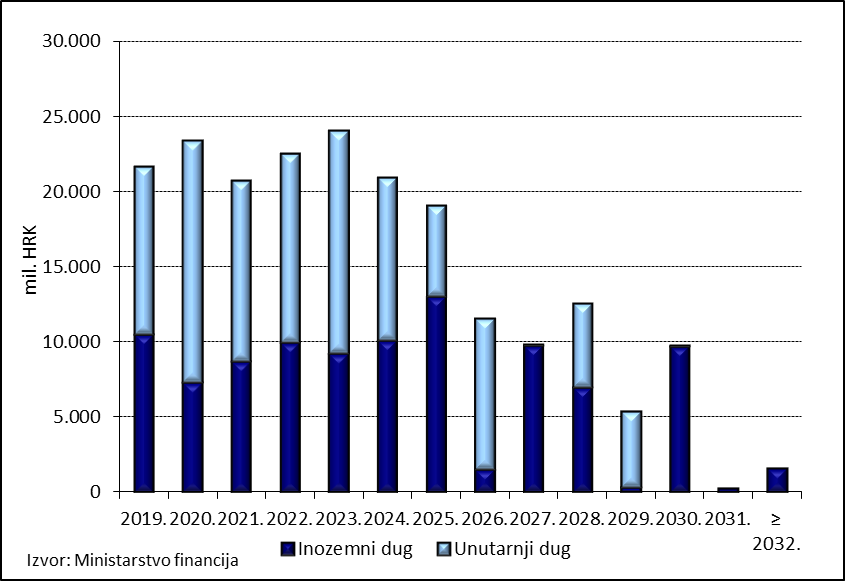 30.000
25.000
20.000
15.000
10.000
5.000
0
mil. HRK
2019. 2020. 2021. 2022. 2023. 2024. 2025. 2026. 2027. 2028. 2029. 2030. 2031. ≥
2032.
Inozemni dug Unutarnji dug
Izvor: Ministarstvo financija